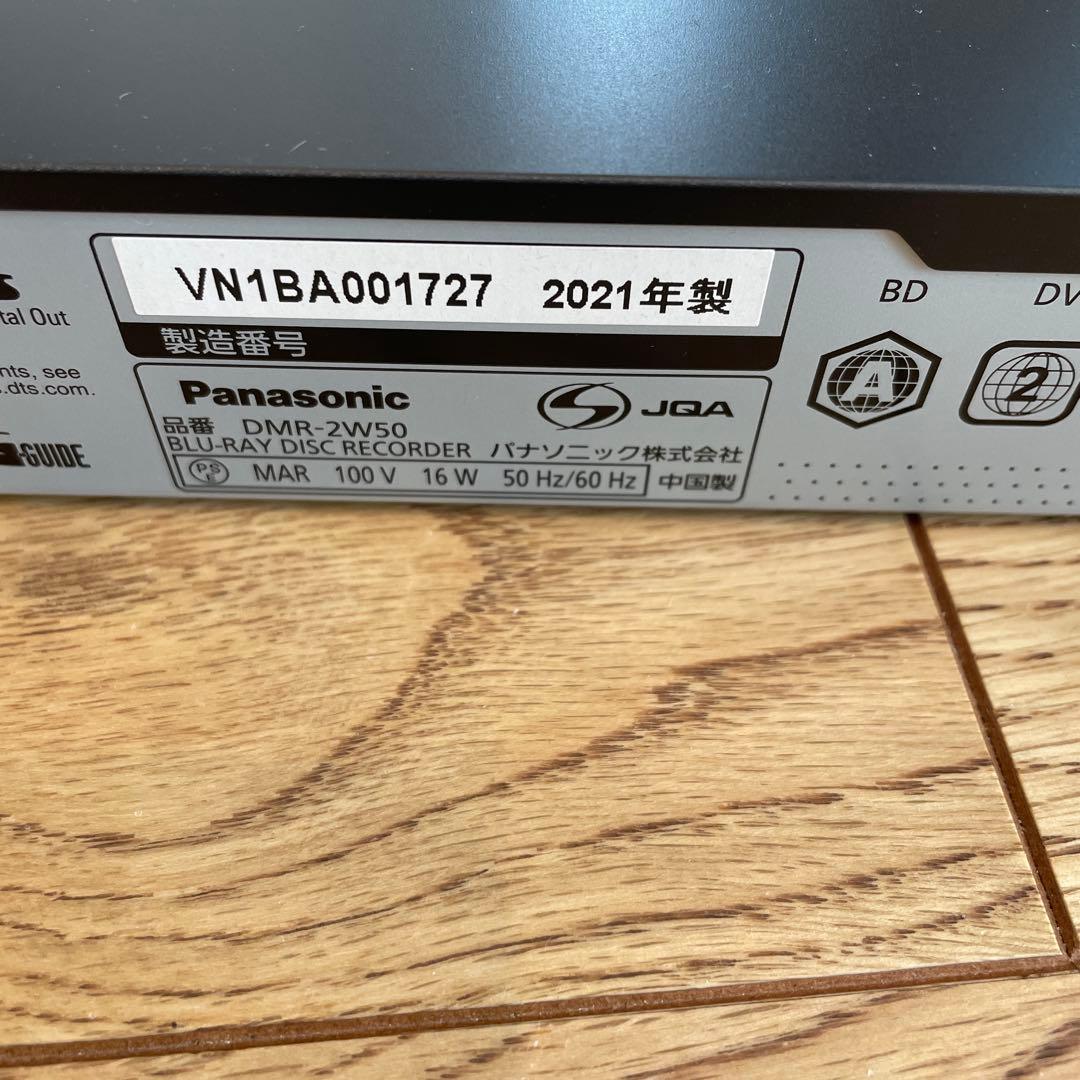 VN1BA001727 2021年製
製造番号
Panasonic JQA
品番 DMR-2W50
BLU-RAY DISC RECORDER パナソニック株式会社
PS E MAR 100 V 16 W 50 Hz/60 Hz 中国製
BD
A
2
tal Out
nts, see
s.dts.com.
G-GUIDE